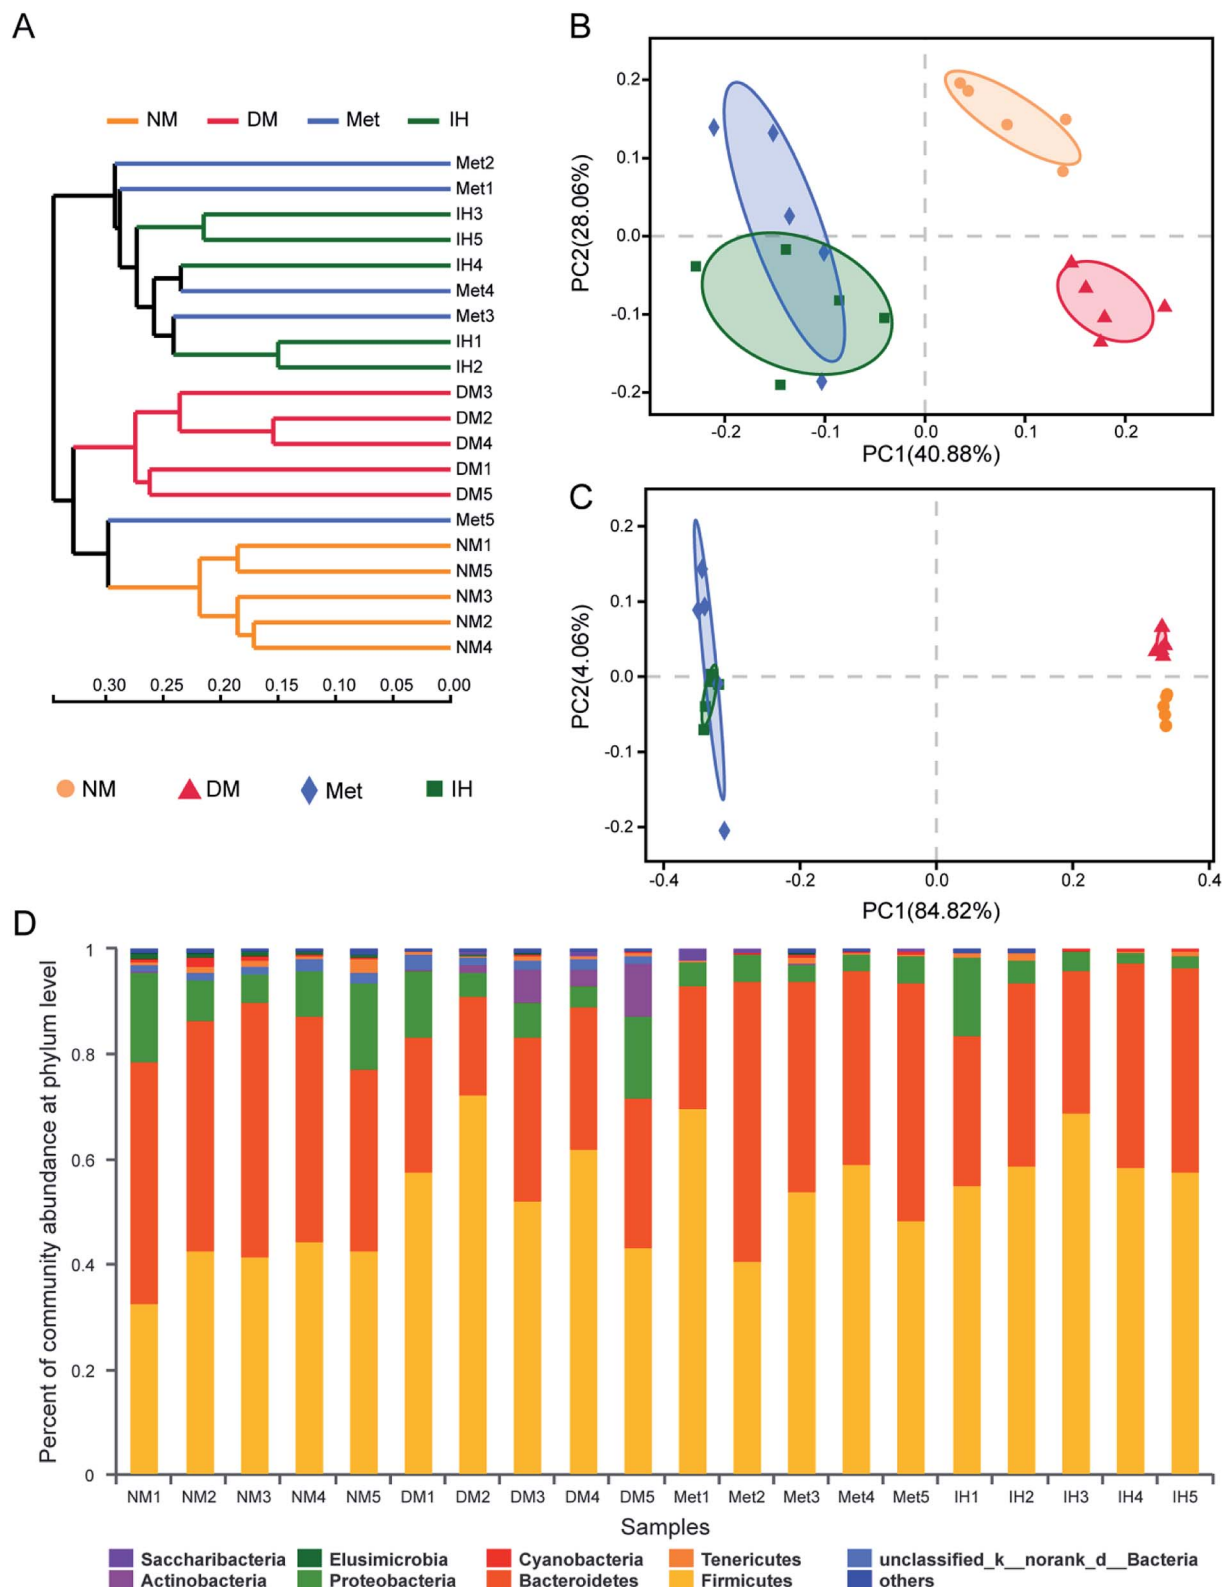 A
NM DM Met IH
Met2
Met1
IH3
IH5
IH4
Met4
Met3
IH1
IH2
DM3
DM2
DM4
DM1
DM5
Met5
NM1
NM5
NM3
NM2
NM4
0.30 0.25 0.20 0.15 0.10 0.05 0.00
NM DM Met IH
B
PC2(28.06%)
0.2
0.1
0.0
-0.1
-0.2
-0.2 -0.1 0.0 0.1 0.2
PC1(40.88%)
C
PC2(4.06%)
0.2
0.1
0.0
-0.1
-0.2
-0.4 -0.2 0.0 0.2 0.4
PC1(84.82%)
D
Percent of community abundance at phylum level
1
0.8
0.6
0.4
0.2
0
NM1 NM2 NM3 NM4 NM5 DM1 DM2 DM3 DM4 DM5 Met1 Met2 Met3 Met4 Met5 IH1 IH2 IH3 IH4 IH5
Samples
Saccharibacteria Elusimicrobia Cyanobacteria Tenericutes unclassified_k__norank_d__Bacteria
Actinobacteria Proteobacteria Bacteroidetes Firmicutes others